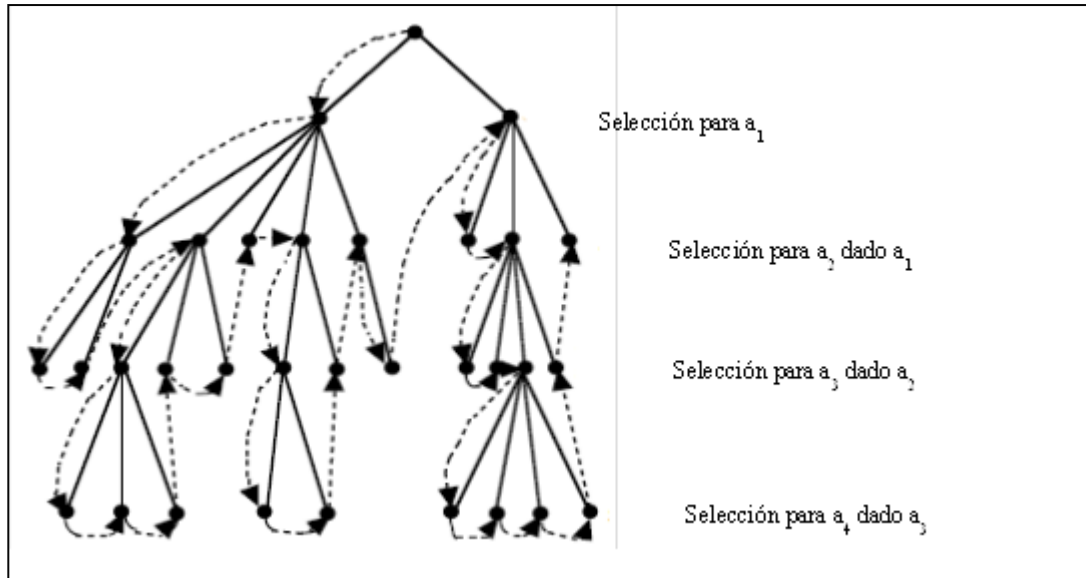 Selección para a₁
Selección para a₂ dado a₁
Selección para a₃ dado a₂
Selección para a₄ dado a₃